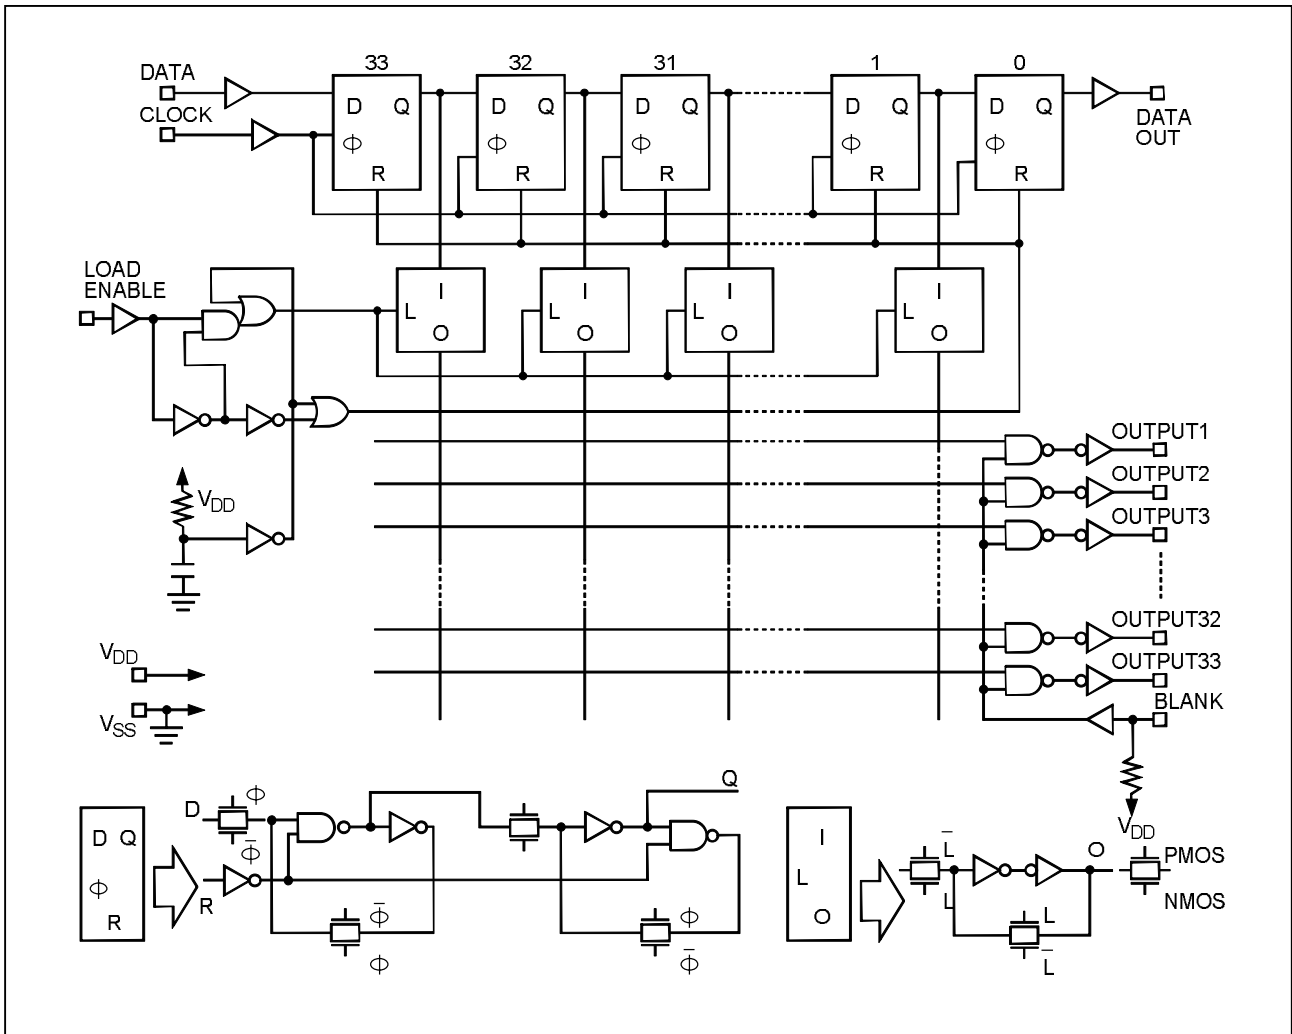 33 32 31 1 0
DATA
CLOCK
D Q D Q D Q D Q D Q
Φ Φ Φ Φ Φ
R R R R R
DATA
OUT
LOAD
ENABLE
I I I I
L L L L
O O O O
OUTPUT1
OUTPUT2
OUTPUT3
VDD
OUTPUT32
OUTPUT33
BLANK
VDD
VSS
VDD
D Q
Φ
R
D Φ
Φ̅
R
Q
Φ̅
Φ
Φ
Φ̅
I
L
O
L̅
L
O
L
L̅
PMOS
NMOS